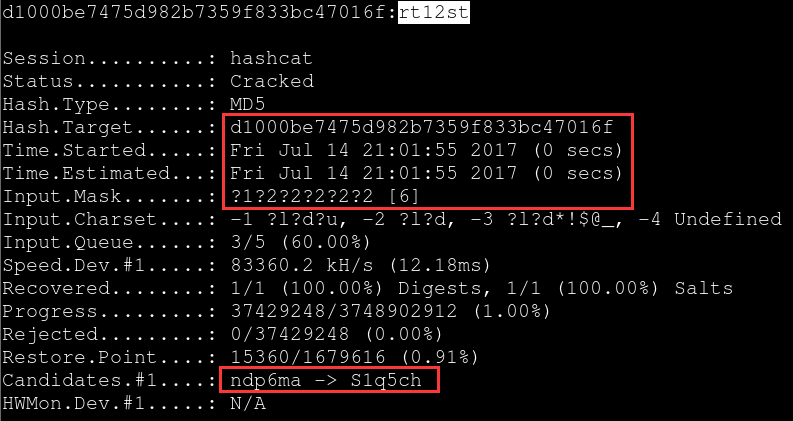 d1000be7475d982b7359f833bc47016f:rt12st
Session..........: hashcat
Status...........: Cracked
Hash.Type........: MD5
Hash.Target......: d1000be7475d982b7359f833bc47016f
Time.Started.....: Fri Jul 14 21:01:55 2017 (0 secs)
Time.Estimated...: Fri Jul 14 21:01:55 2017 (0 secs)
Input.Mask.......: ?1?2?2?2?2?2 [6]
Input.Charset....: -1 ?l?d?u, -2 ?l?d, -3 ?l?d*!$@_, -4 Undefined
Input.Queue......: 3/5 (60.00%)
Speed.Dev.#1.....: 83360.2 kH/s (12.18ms)
Recovered........: 1/1 (100.00%) Digests, 1/1 (100.00%) Salts
Progress.........: 37429248/3748902912 (1.00%)
Rejected.........: 0/37429248 (0.00%)
Restore.Point....: 15360/1679616 (0.91%)
Candidates.#1....: ndp6ma -> S1q5ch
HWMon.Dev.#1.....: N/A